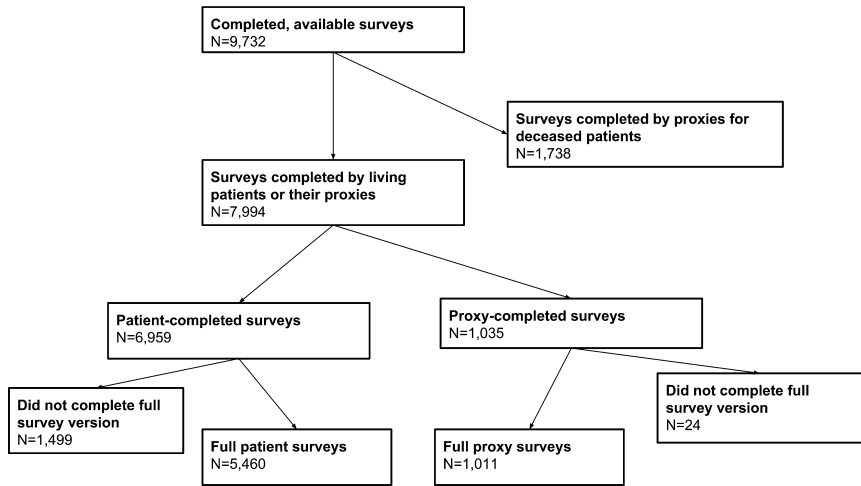 Completed, available surveys
N=9,732
Surveys completed by proxies for
deceased patients
N=1,738
Surveys completed by living
patients or their proxies
N=7,994
Patient-completed surveys
N=6,959
Proxy-completed surveys
N=1,035
Did not complete full
survey version
N=1,499
Full patient surveys
N=5,460
Full proxy surveys
N=1,011
Did not complete full
survey version
N=24